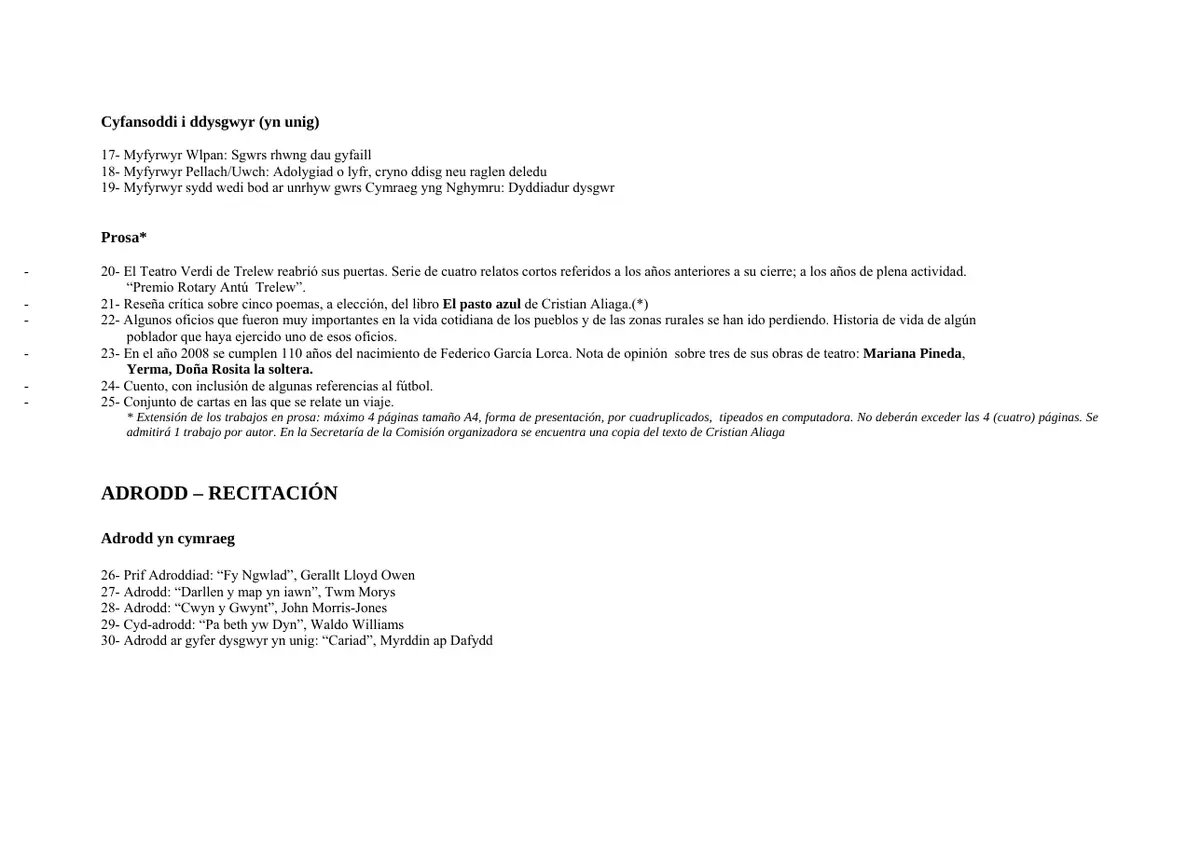 Cyfansoddi i ddysgwyr (yn unig)
17- Myfyrwyr Wlpan: Sgwrs rhwng dau gyfaill
18- Myfyrwyr Pellach/Uwch: Adolygiad o lyfr, cryno ddisg neu raglen deledu
19- Myfyrwyr sydd wedi bod ar unrhyw gwrs Cymraeg yng Nghymru: Dyddiadur dysgwr
Prosa*
- 20- El Teatro Verdi de Trelew reabrió sus puertas. Serie de cuatro relatos cortos referidos a los años anteriores a su cierre; a los años de plena actividad.
“Premio Rotary Antú Trelew”.
- 21- Reseña crítica sobre cinco poemas, a elección, del libro El pasto azul de Cristian Aliaga.(*)
- 22- Algunos oficios que fueron muy importantes en la vida cotidiana de los pueblos y de las zonas rurales se han ido perdiendo. Historia de vida de algún
poblador que haya ejercido uno de esos oficios.
- 23- En el año 2008 se cumplen 110 años del nacimiento de Federico García Lorca. Nota de opinión sobre tres de sus obras de teatro: Mariana Pineda,
Yerma, Doña Rosita la soltera.
- 24- Cuento, con inclusión de algunas referencias al fútbol.
- 25- Conjunto de cartas en las que se relate un viaje.
* Extensión de los trabajos en prosa: máximo 4 páginas tamaño A4, forma de presentación, por cuadruplicados, tipeados en computadora. No deberán exceder las 4 (cuatro) páginas. Se
admitirá 1 trabajo por autor. En la Secretaría de la Comisión organizadora se encuentra una copia del texto de Cristian Aliaga
ADRODD – RECITACIÓN
Adrodd yn cymraeg
26- Prif Adroddiad: “Fy Ngwlad”, Gerallt Lloyd Owen
27- Adrodd: “Darllen y map yn iawn”, Twm Morys
28- Adrodd: “Cwyn y Gwynt”, John Morris-Jones
29- Cyd-adrodd: “Pa beth yw Dyn”, Waldo Williams
30- Adrodd ar gyfer dysgwyr yn unig: “Cariad”, Myrddin ap Dafydd